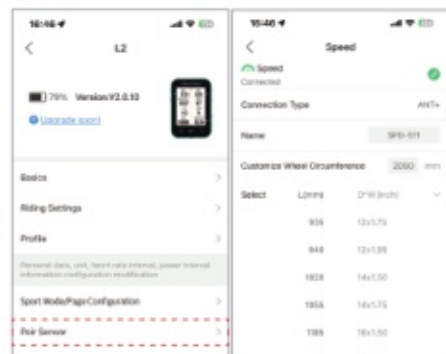 16:46
L2
79% Version:V2.0.10
Upgrade soon!
Basics
Riding Settings
Profile
Personal data, unit, heart rate interval, power interval
information configuration modification
Sport Mode/Page Configuration
Pair Sensor
16:46
Speed
Speed
Connected
Connection Type ANT+
Name
Customize Wheel Circumference 2050 mm
Select L(mm) D*W(inch)
935 12x1.75
940 12x1.95
1020 14x1.50
1055 14x1.75
16x1.50